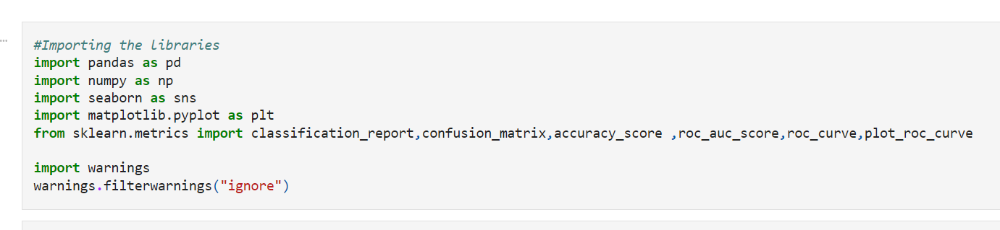 #Importing the libraries
import pandas as pd
import numpy as np
import seaborn as sns
import matplotlib.pyplot as plt
from sklearn.metrics import classification_report,confusion_matrix,accuracy_score ,roc_auc_score,roc_curve,plot_roc_curve
import warnings
warnings.filterwarnings("ignore")